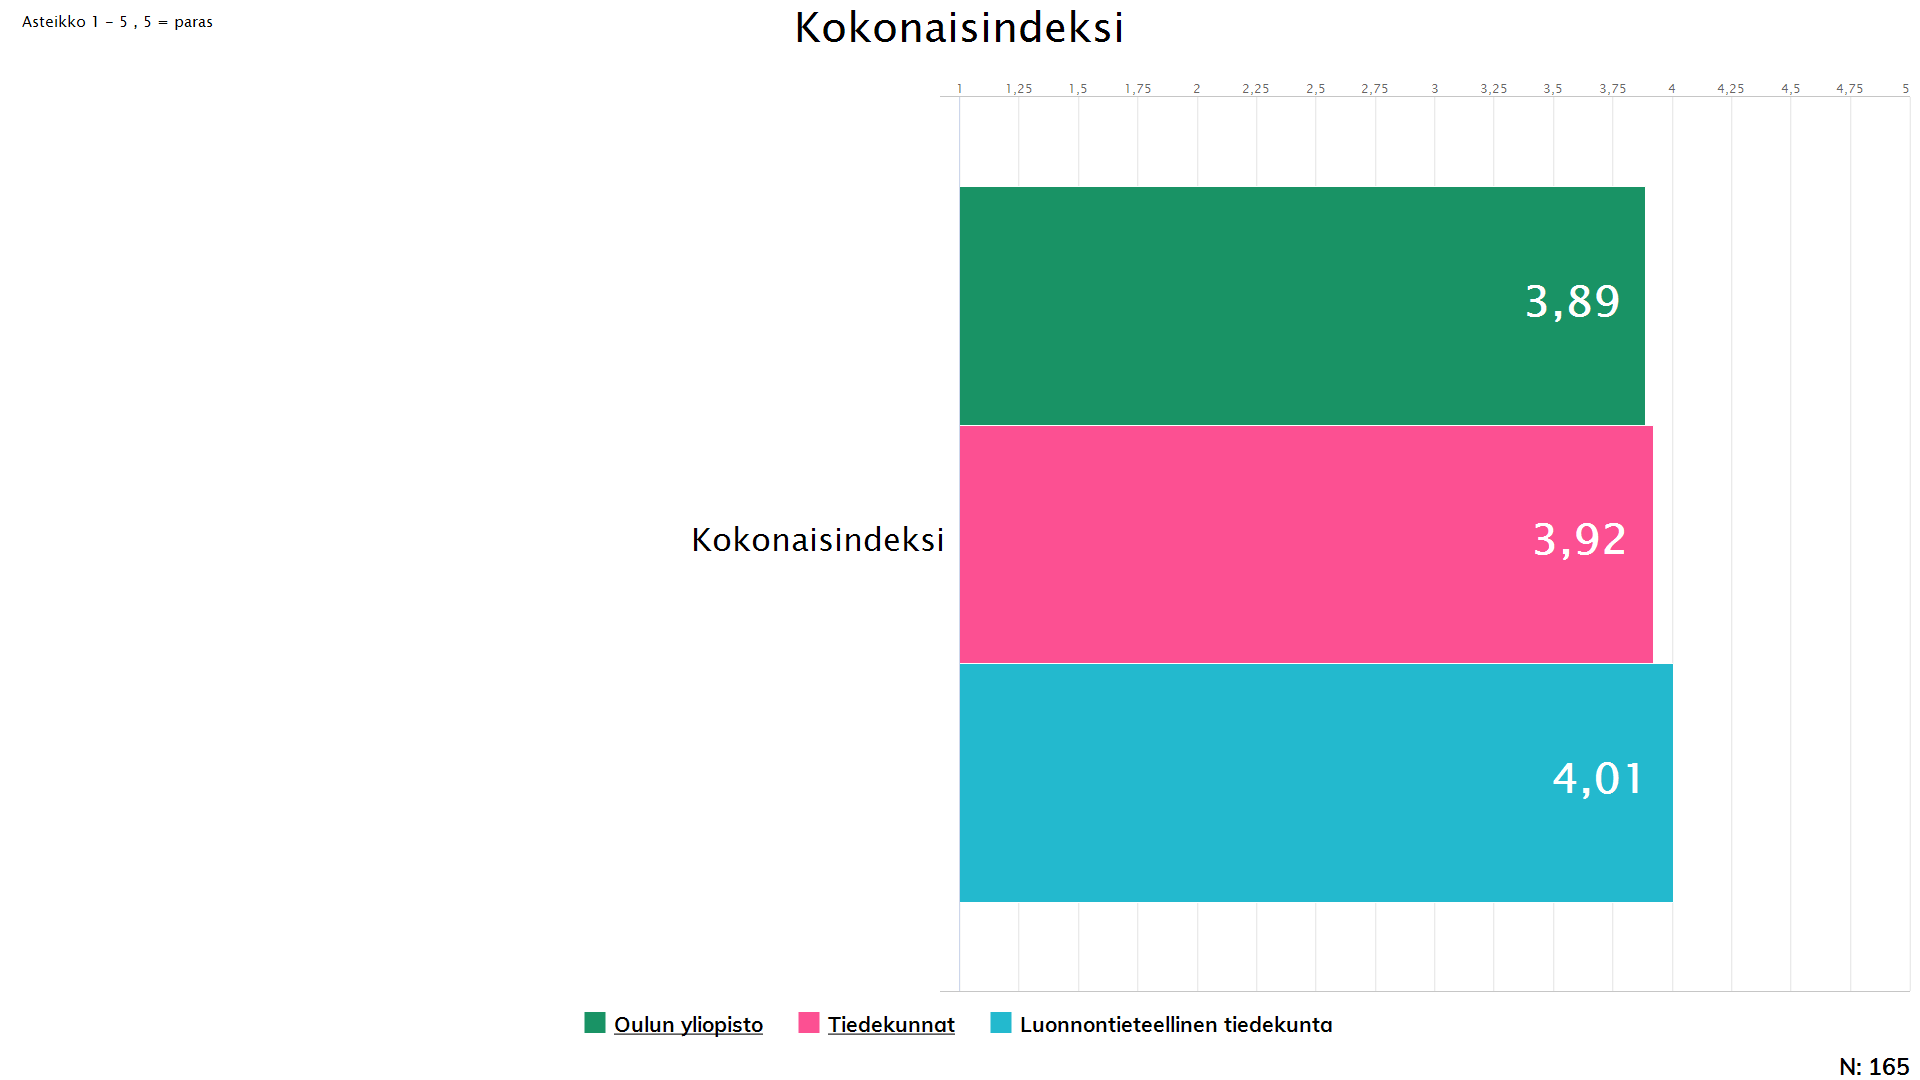 Asteikko 1 - 5 , 5 = paras
Kokonaisindeksi
1 1,25 1,5 1,75 2 2,25 2,5 2,75 3 3,25 3,5 3,75 4 4,25 4,5 4,75 5
3,89
Kokonaisindeksi 3,92
4,01
Oulun yliopisto Tiedekunnat Luonnontieteellinen tiedekunta
N: 165